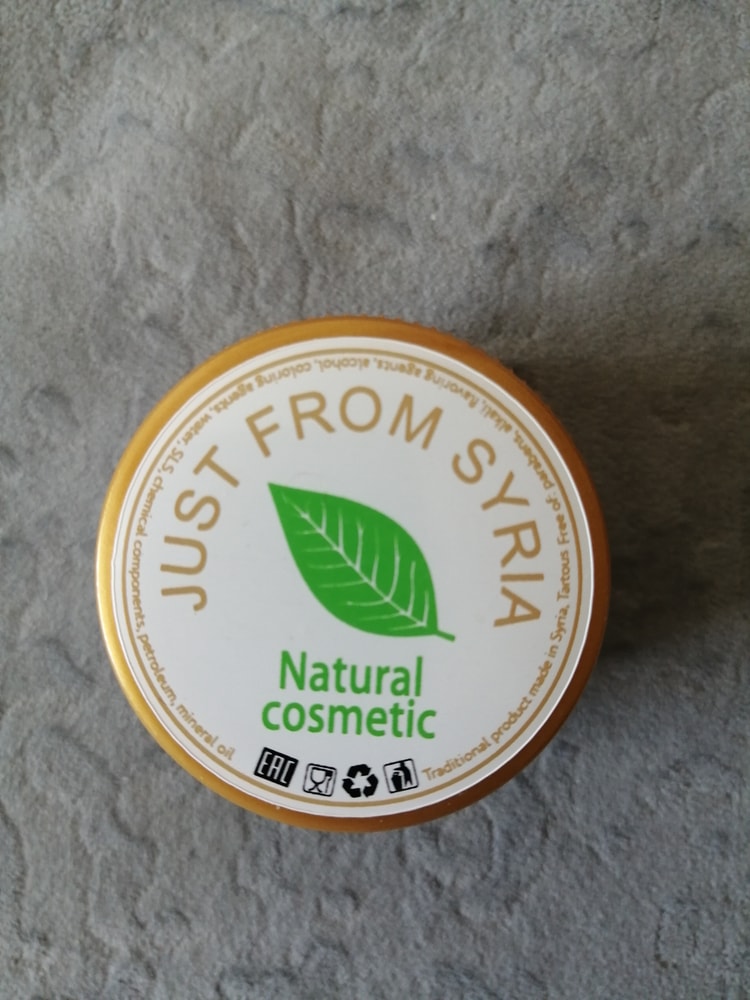 JUST FROM SYRIA
Natural
cosmetic
EAC
Traditional product made in Syria, Tartous Free of: parabens, alkali, flavoring agents, alcohol, coloring agents, water, SLS, chemical components, petroleum, mineral oil